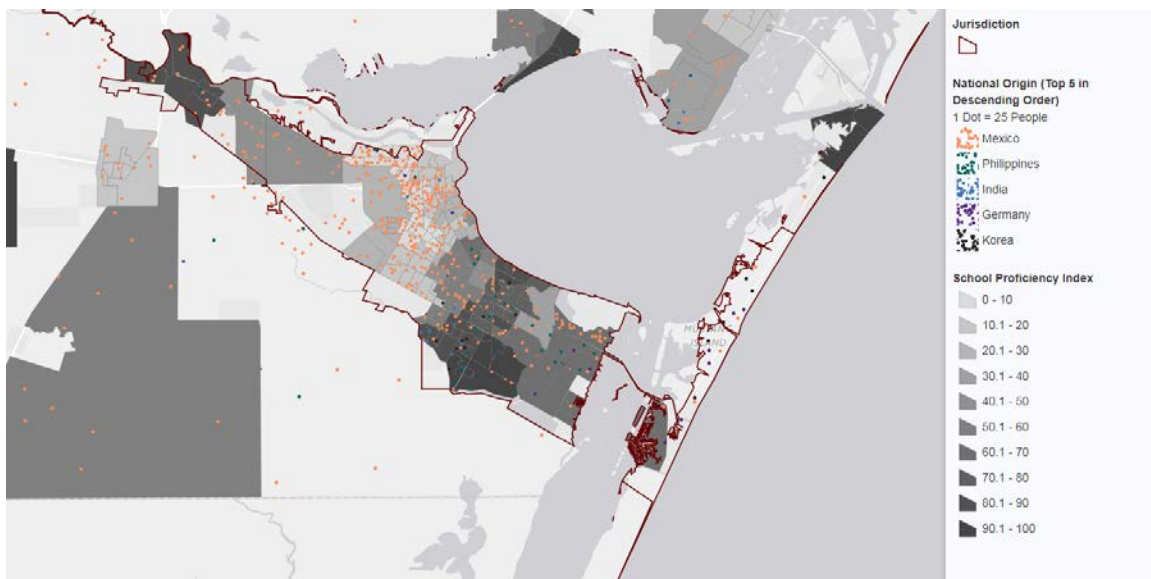 Jurisdiction
National Origin (Top 5 in
Descending Order)
1 Dot = 25 People
Mexico
Philippines
India
Germany
Korea
School Proficiency Index
0 - 10
10.1 - 20
20.1 - 30
30.1 - 40
40.1 - 50
50.1 - 60
60.1 - 70
70.1 - 80
80.1 - 90
90.1 - 100
ISLAND